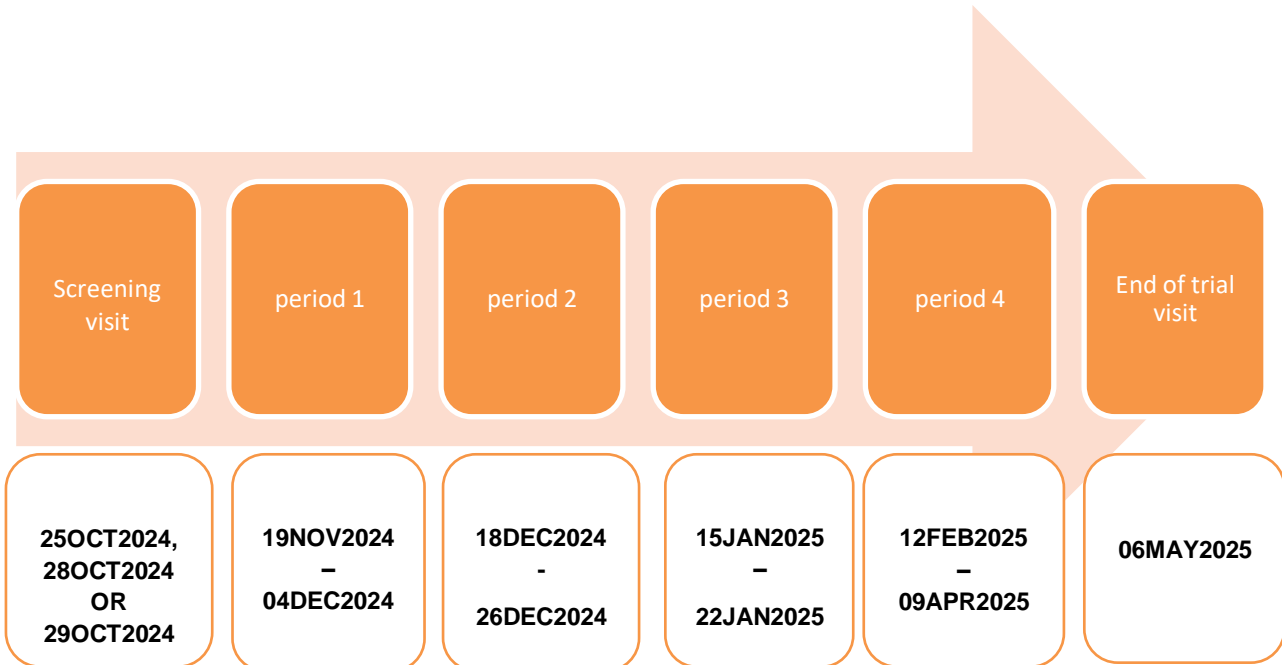 Screening
visit
period 1
period 2
period 3
period 4
End of trial
visit
25OCT2024,
28OCT2024
OR
29OCT2024
19NOV2024
–
04DEC2024
18DEC2024
-
26DEC2024
15JAN2025
–
22JAN2025
12FEB2025
–
09APR2025
06MAY2025